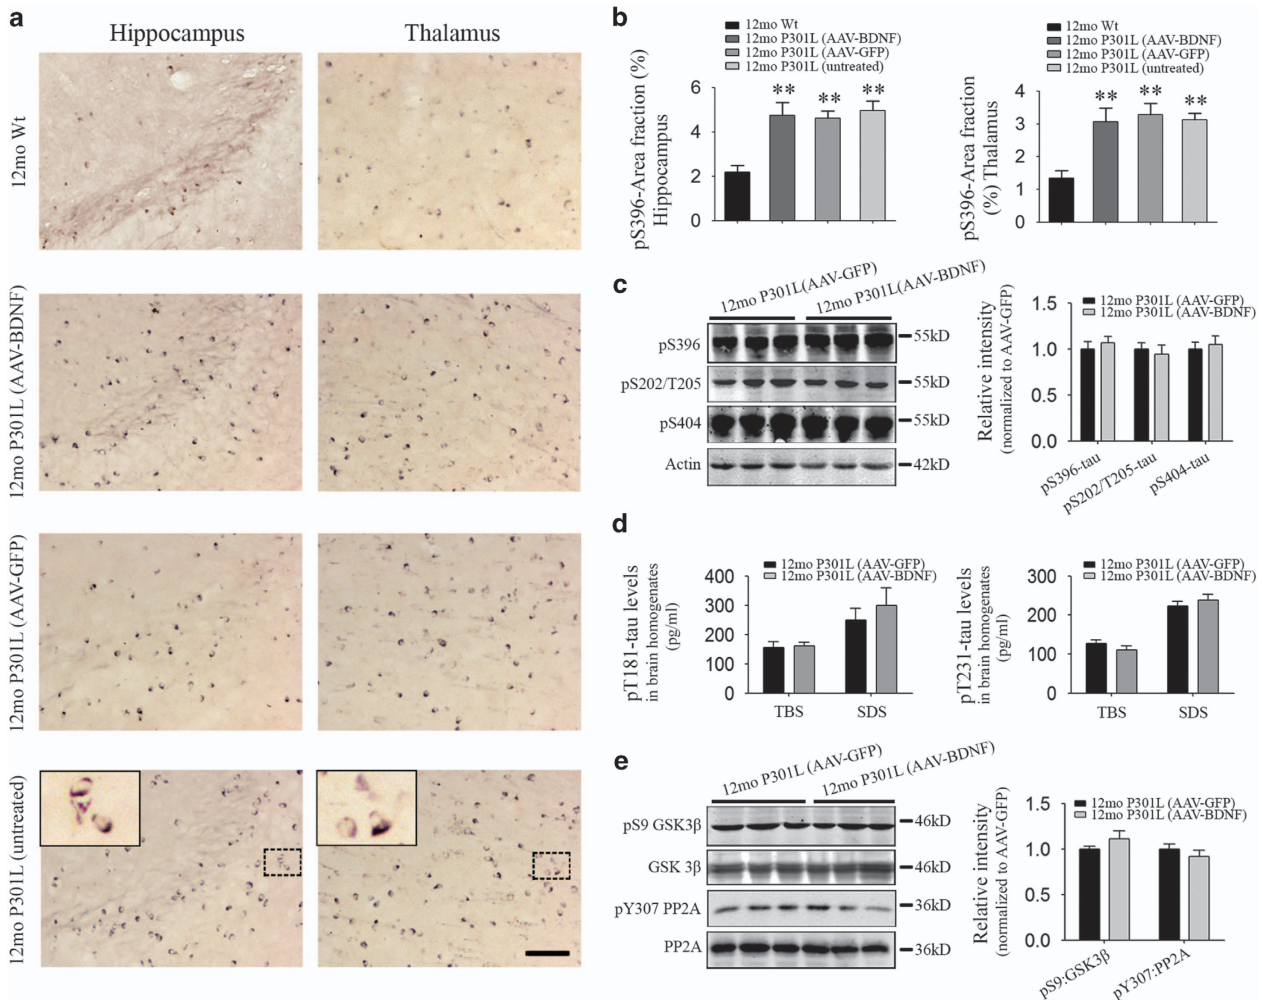 a
Hippocampus
Thalamus
12mo Wt
12mo P301L (AAV-BDNF)
12mo P301L (AAV-GFP)
12mo P301L (untreated)
b
12mo Wt
12mo P301L (AAV-BDNF)
12mo P301L (AAV-GFP)
12mo P301L (untreated)
pS396-Area fraction (%)
Hippocampus
6
4
2
0
**
**
**
12mo Wt
12mo P301L (AAV-BDNF)
12mo P301L (AAV-GFP)
12mo P301L (untreated)
pS396-Area fraction
(%) Thalamus
4
3
2
1
0
**
**
**
c
12mo P301L(AAV-GFP)
12mo P301L(AAV-BDNF)
pS396
55kD
pS202/T205
55kD
pS404
55kD
Actin
42kD
Relative intensity
(normalized to AAV-GFP)
1.5
1.0
0.5
0.0
12mo P301L (AAV-GFP)
12mo P301L (AAV-BDNF)
pS396-tau
pS202/T205-tau
pS404-tau
d
pT181-tau levels
in brain homogenates
(pg/ml)
400
300
200
100
0
12mo P301L (AAV-GFP)
12mo P301L (AAV-BDNF)
TBS
SDS
pT231-tau levels
in brain homogenates
(pg/ml)
300
200
100
0
12mo P301L (AAV-GFP)
12mo P301L (AAV-BDNF)
TBS
SDS
e
12mo P301L (AAV-GFP)
12mo P301L (AAV-BDNF)
pS9 GSK3β
46kD
GSK 3β
46kD
pY307 PP2A
36kD
PP2A
36kD
Relative intensity
(normalized to AAV-GFP)
1.5
1.0
0.5
0.0
12mo P301L (AAV-GFP)
12mo P301L (AAV-BDNF)
pS9:GSK3β
pY307:PP2A